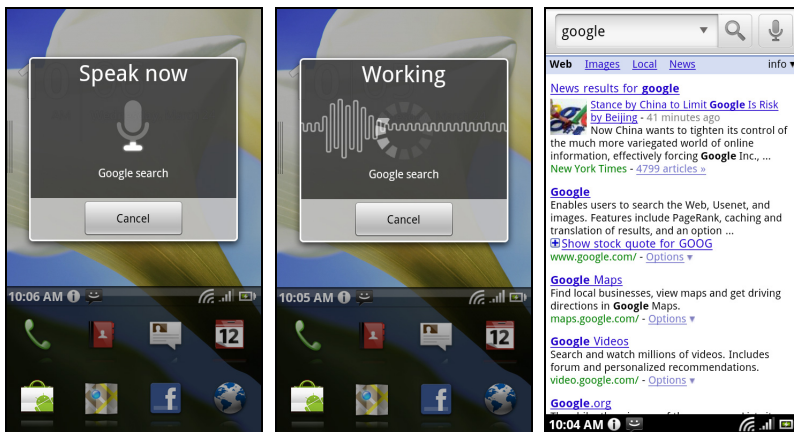 Speak now
Google search
Cancel
10:06 AM
12
Working
Google search
Cancel
10:05 AM
12
google
Web Images Local News info ▼
News results for google
Stance by China to Limit Google Is Risk
by Beijing - 41 minutes ago
Now China wants to tighten its control of
the much more variegated world of online
information, effectively forcing Google Inc., ...
New York Times - 4799 articles »
Google
Enables users to search the Web, Usenet, and
images. Features include PageRank, caching and
translation of results, and an option ...
Show stock quote for GOOG
www.google.com/ - Options ▼
Google Maps
Find local businesses, view maps and get driving
directions in Google Maps.
maps.google.com/ - Options ▼
Google Videos
Search and watch millions of videos. Includes
forum and personalized recommendations.
video.google.com/ - Options ▼
Google.org
10:04 AM